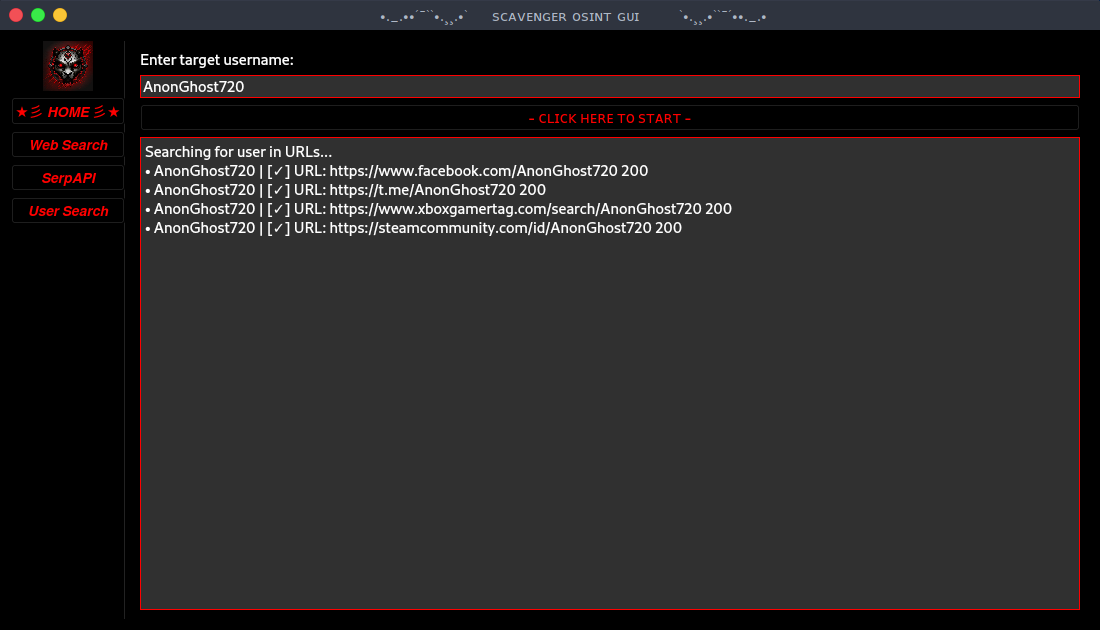 •._.••´¯``•.¸¸.•` SCAVENGER OSINT GUI `•.¸¸.•``¯´••._.•
Enter target username:
AnonGhost720
★彡 HOME 彡★
– CLICK HERE TO START –
Web Search
SerpAPI
User Search
Searching for user in URLs...
• AnonGhost720 | [✓] URL: https://www.facebook.com/AnonGhost720 200
• AnonGhost720 | [✓] URL: https://t.me/AnonGhost720 200
• AnonGhost720 | [✓] URL: https://www.xboxgamertag.com/search/AnonGhost720 200
• AnonGhost720 | [✓] URL: https://steamcommunity.com/id/AnonGhost720 200